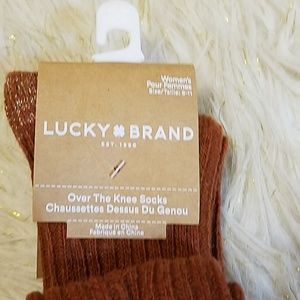 Women's
Pour Femmes
Size/Taille: 5-11
LUCKY BRAND
EST. 1990
Over The Knee Socks
Chaussettes Dessus Du Genou
Made in China
Fabriqué en China